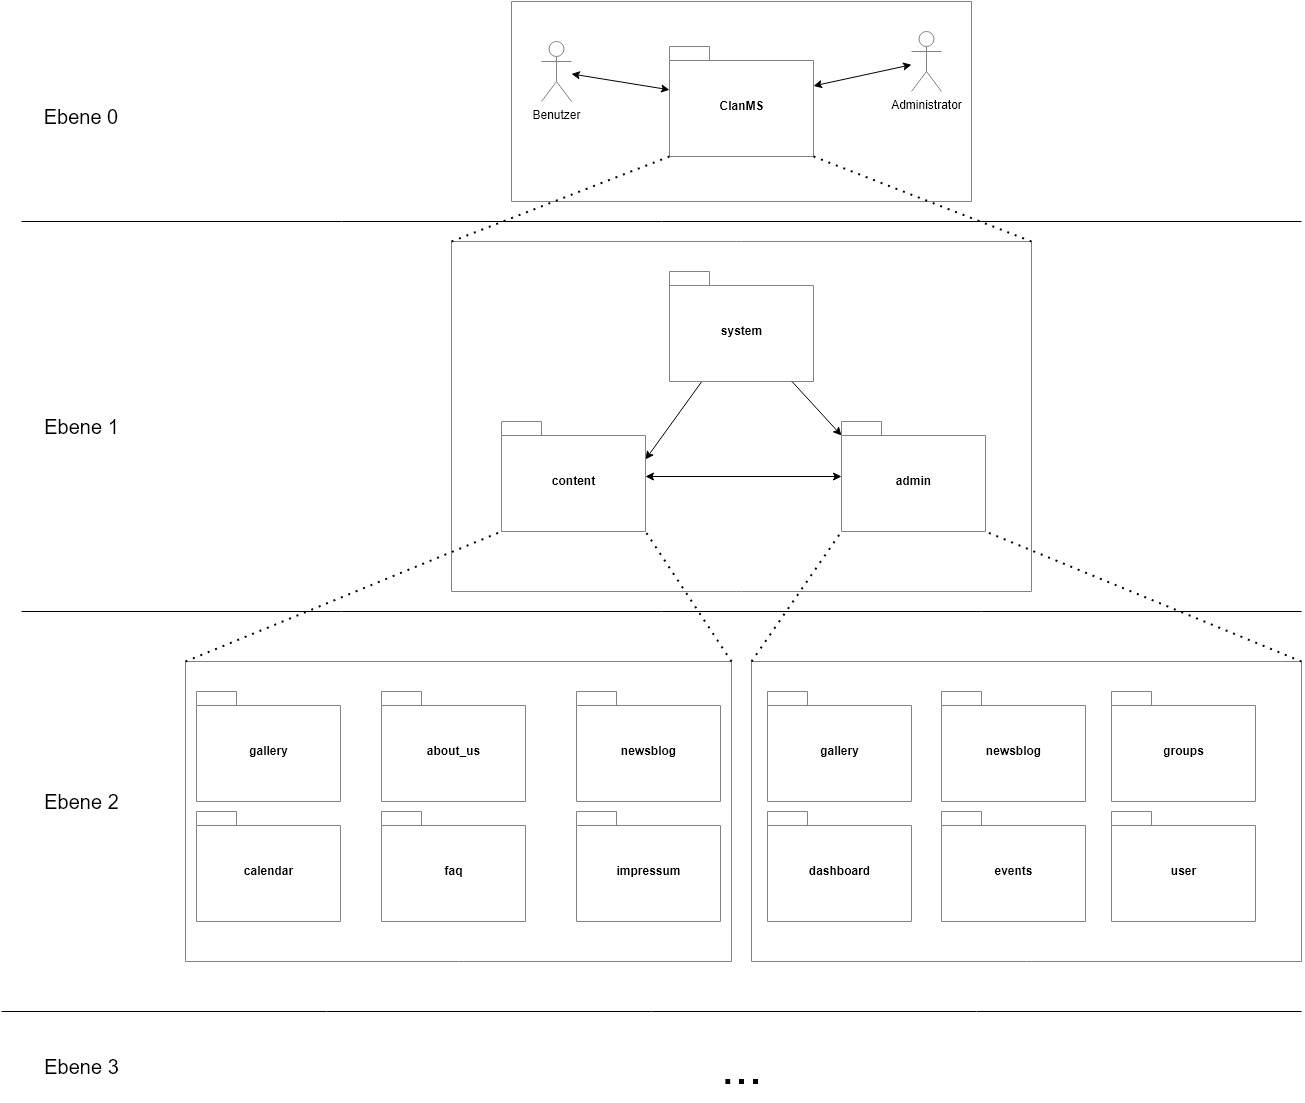 Ebene 0
Benutzer
ClanMS
Administrator
Ebene 1
system
content
admin
Ebene 2
gallery
about_us
newsblog
calendar
faq
impressum
gallery
newsblog
groups
dashboard
events
user
Ebene 3
...